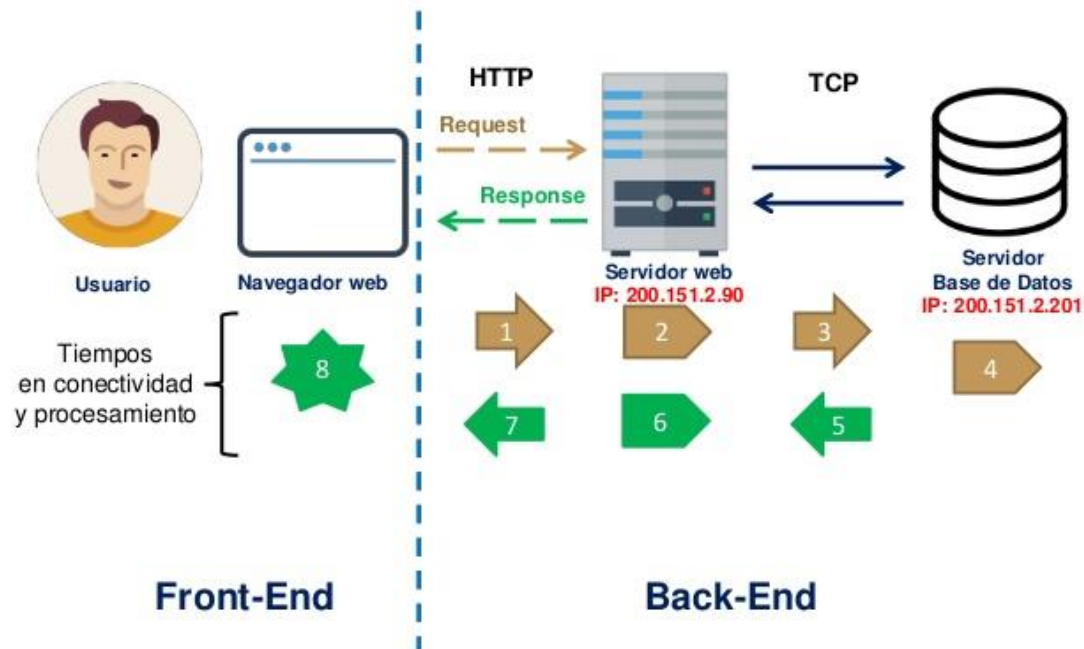 HTTP
TCP
Request
Response
Usuario
Navegador web
Servidor web
IP: 200.151.2.90
Servidor
Base de Datos
IP: 200.151.2.201
Tiempos
en conectividad
y procesamiento
8
1
2
3
4
7
6
5
Front-End
Back-End